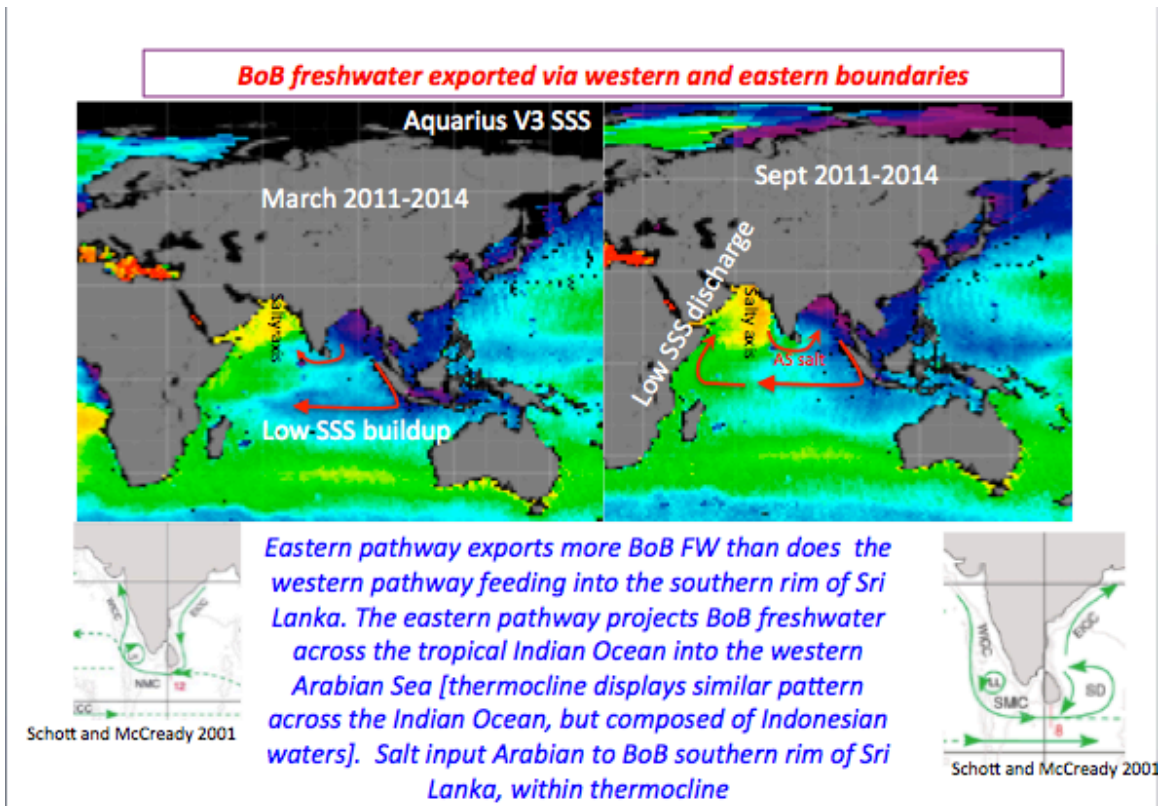 BoB freshwater exported via western and eastern boundaries
Aquarius V3 SSS
March 2011-2014
Salty axis
Low SSS buildup
Sept 2011-2014
Low SSS discharge
Salty axis
AS salt
Eastern pathway exports more BoB FW than does the
western pathway feeding into the southern rim of Sri
Lanka. The eastern pathway projects BoB freshwater
across the tropical Indian Ocean into the western
Arabian Sea [thermocline displays similar pattern
across the Indian Ocean, but composed of Indonesian
waters]. Salt input Arabian to BoB southern rim of Sri
Lanka, within thermocline
WICC
EICC
NMC
12
CC
Schott and McCready 2001
WICC
EICC
LL
SMC
SD
8
Schott and McCready 2001